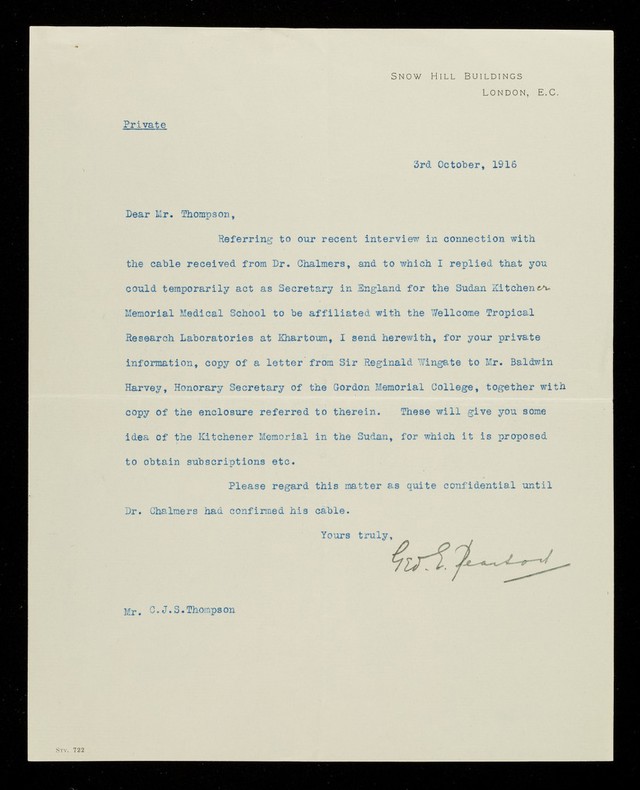 SNOW HILL BUILDINGS
LONDON, E.C.
Private
3rd October, 1916
Dear Mr. Thompson,
Referring to our recent interview in connection with
the cable received from Dr. Chalmers, and to which I replied that you
could temporarily act as Secretary in England for the Sudan Kitchener
Memorial Medical School to be affiliated with the Wellcome Tropical
Research Laboratories at Khartoum, I send herewith, for your private
information, copy of a letter from Sir Reginald Wingate to Mr. Baldwin
Harvey, Honorary Secretary of the Gordon Memorial College, together with
copy of the enclosure referred to therein. These will give you some
idea of the Kitchener Memorial in the Sudan, for which it is proposed
to obtain subscriptions etc.
Please regard this matter as quite confidential until
Dr. Chalmers had confirmed his cable.
Yours truly,
Geo. E. Pearson
Mr. C.J.S.Thompson
Stv. 722